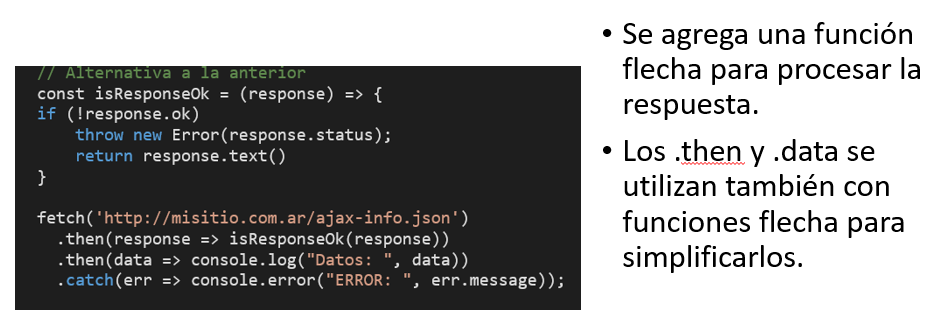 // Alternativa a la anterior
const isResponseOk = (response) => {
if (!response.ok)
    throw new Error(response.status);
    return response.text()
}
fetch('http://misitio.com.ar/ajax-info.json')
  .then(response => isResponseOk(response))
  .then(data => console.log("Datos: ", data))
  .catch(err => console.error("ERROR: ", err.message));
• Se agrega una función
flecha para procesar la
respuesta.
• Los .then y .data se
utilizan también con
funciones flecha para
simplificarlos.